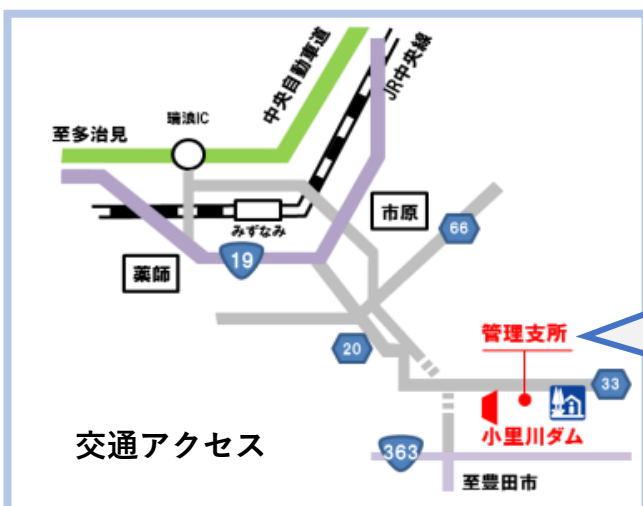 中央自動車道
JR中央線
瑞浪IC
至多治見
みずなみ
市原
66
19
薬師
管理支所
20
33
小里川ダム
交通アクセス
363
至豊田市